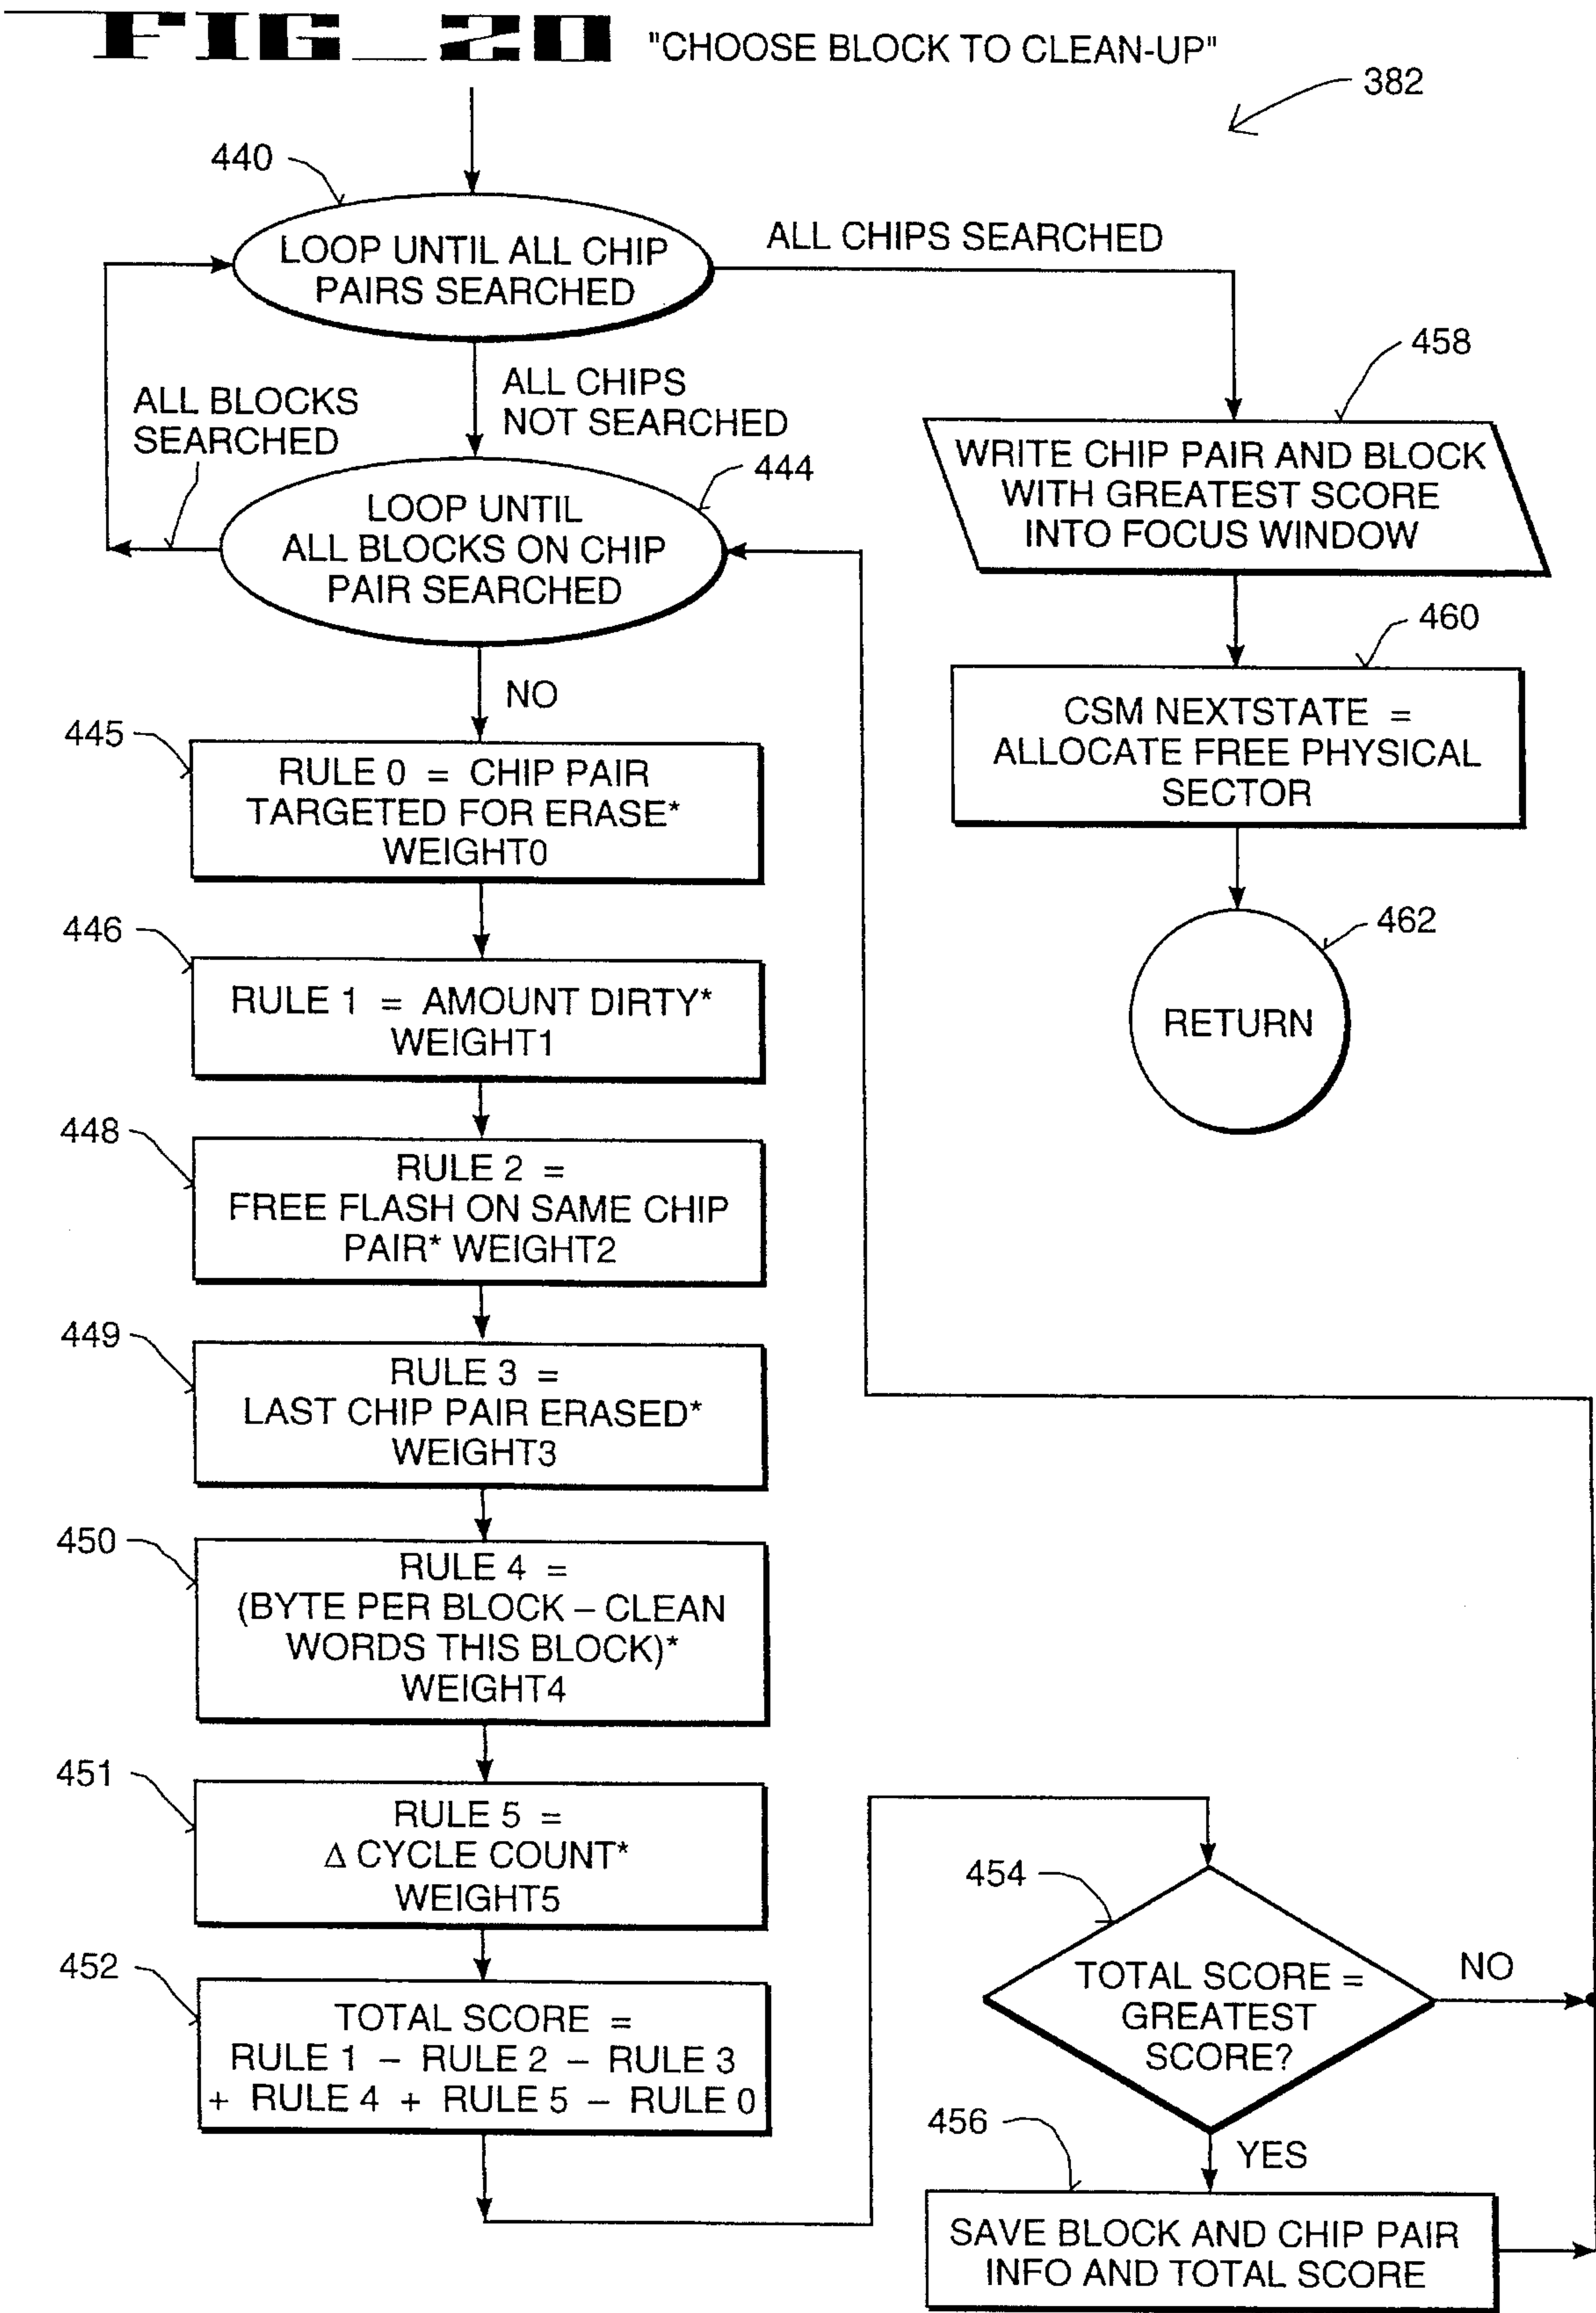 FIG_20 "CHOOSE BLOCK TO CLEAN-UP"
382
440
LOOP UNTIL ALL CHIP
PAIRS SEARCHED
ALL CHIPS SEARCHED
ALL BLOCKS
SEARCHED
ALL CHIPS
NOT SEARCHED
444
LOOP UNTIL
ALL BLOCKS ON CHIP
PAIR SEARCHED
NO
445
RULE 0 = CHIP PAIR
TARGETED FOR ERASE*
WEIGHT0
446
RULE 1 = AMOUNT DIRTY*
WEIGHT1
448
RULE 2 =
FREE FLASH ON SAME CHIP
PAIR* WEIGHT2
449
RULE 3 =
LAST CHIP PAIR ERASED*
WEIGHT3
450
RULE 4 =
(BYTE PER BLOCK – CLEAN
WORDS THIS BLOCK)*
WEIGHT4
451
RULE 5 =
Δ CYCLE COUNT*
WEIGHT5
452
TOTAL SCORE =
RULE 1 – RULE 2 – RULE 3
+ RULE 4 + RULE 5 – RULE 0
454
TOTAL SCORE =
GREATEST
SCORE?
NO
YES
456
SAVE BLOCK AND CHIP PAIR
INFO AND TOTAL SCORE
458
WRITE CHIP PAIR AND BLOCK
WITH GREATEST SCORE
INTO FOCUS WINDOW
460
CSM NEXTSTATE =
ALLOCATE FREE PHYSICAL
SECTOR
462
RETURN